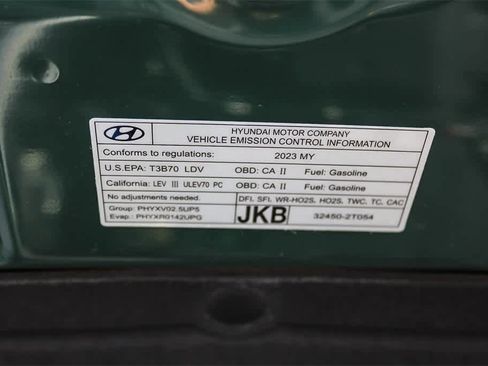 HYUNDAI MOTOR COMPANY
VEHICLE EMISSION CONTROL INFORMATION
Conforms to regulations: 2023 MY
U.S.EPA: T3B70 LDV OBD: CA II Fuel: Gasoline
California: LEV III ULEV70 PC OBD: CA II Fuel: Gasoline
No adjustments needed. DFI, SFI, WR-HO2S, HO2S, TWC, TC, CAC
Group: PHYXV02.5UP5
Evap.: PHYXR0142UPG
JKB 32450-2T054